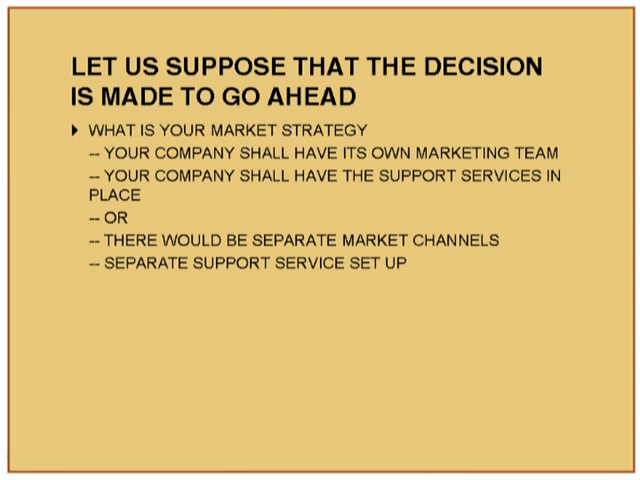 LET US SUPPOSE THAT THE DECISION
IS MADE TO GO AHEAD
WHAT IS YOUR MARKET STRATEGY
-- YOUR COMPANY SHALL HAVE ITS OWN MARKETING TEAM
-- YOUR COMPANY SHALL HAVE THE SUPPORT SERVICES IN
PLACE
-- OR
-- THERE WOULD BE SEPARATE MARKET CHANNELS
-- SEPARATE SUPPORT SERVICE SET UP